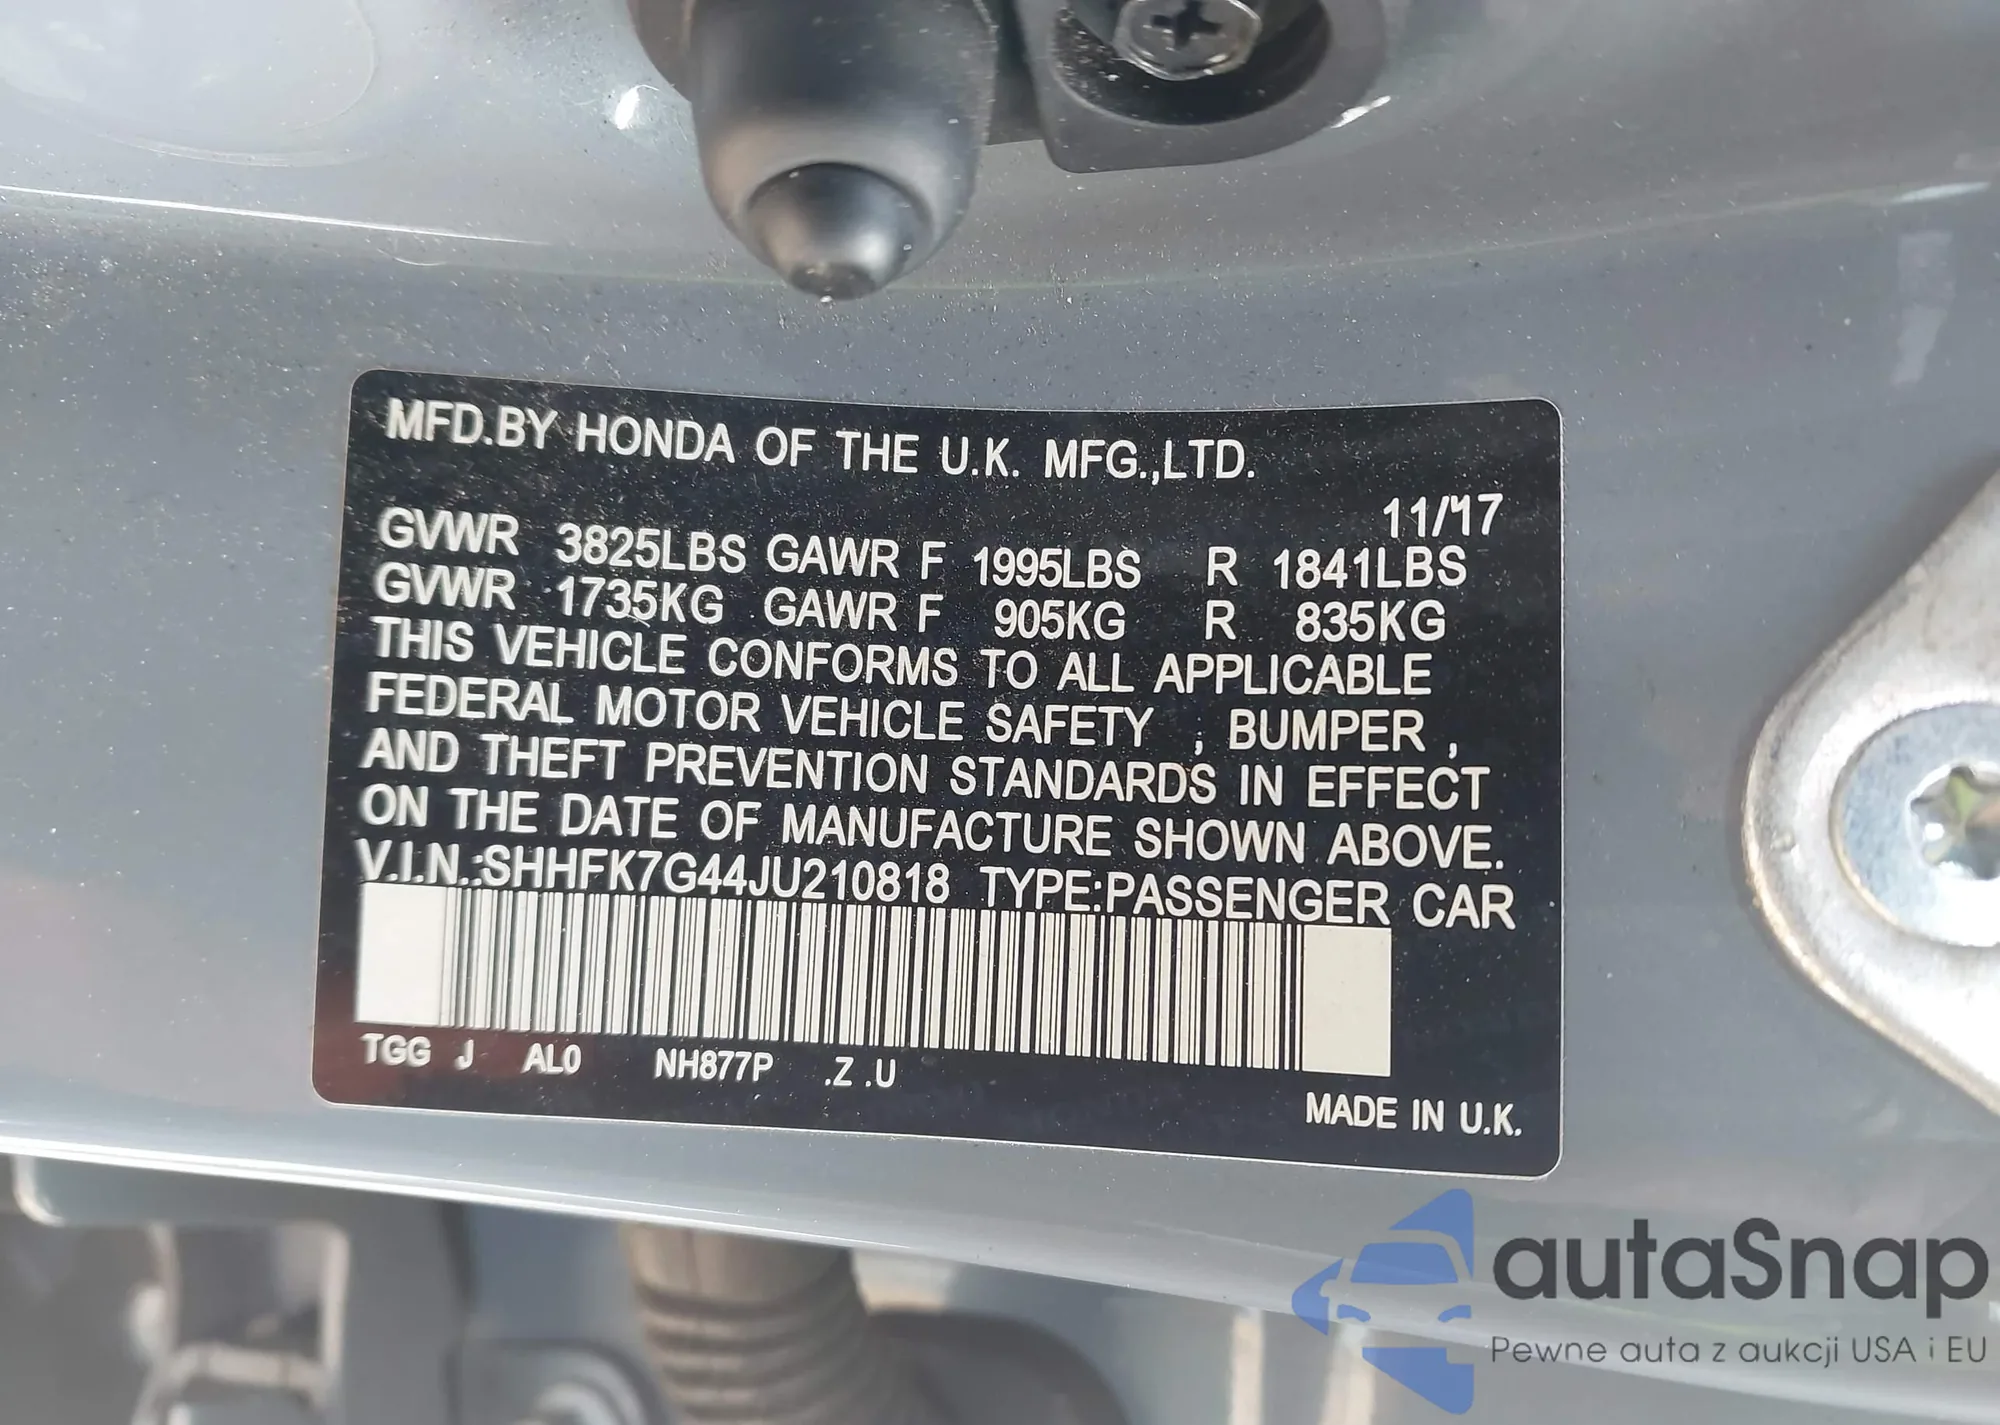 MFD.BY HONDA OF THE U.K. MFG.,LTD.
11/17
GVWR 3825LBS GAWR F 1995LBS R 1841LBS
GVWR 1735KG GAWR F 905KG R 835KG
THIS VEHICLE CONFORMS TO ALL APPLICABLE
FEDERAL MOTOR VEHICLE SAFETY , BUMPER ,
AND THEFT PREVENTION STANDARDS IN EFFECT
ON THE DATE OF MANUFACTURE SHOWN ABOVE.
V.I.N.:SHHFK7G44JU210818 TYPE:PASSENGER CAR
TGG J AL0 NH877P .Z .U
MADE IN U.K.
autaSnap
Pewne auta z aukcji USA i EU